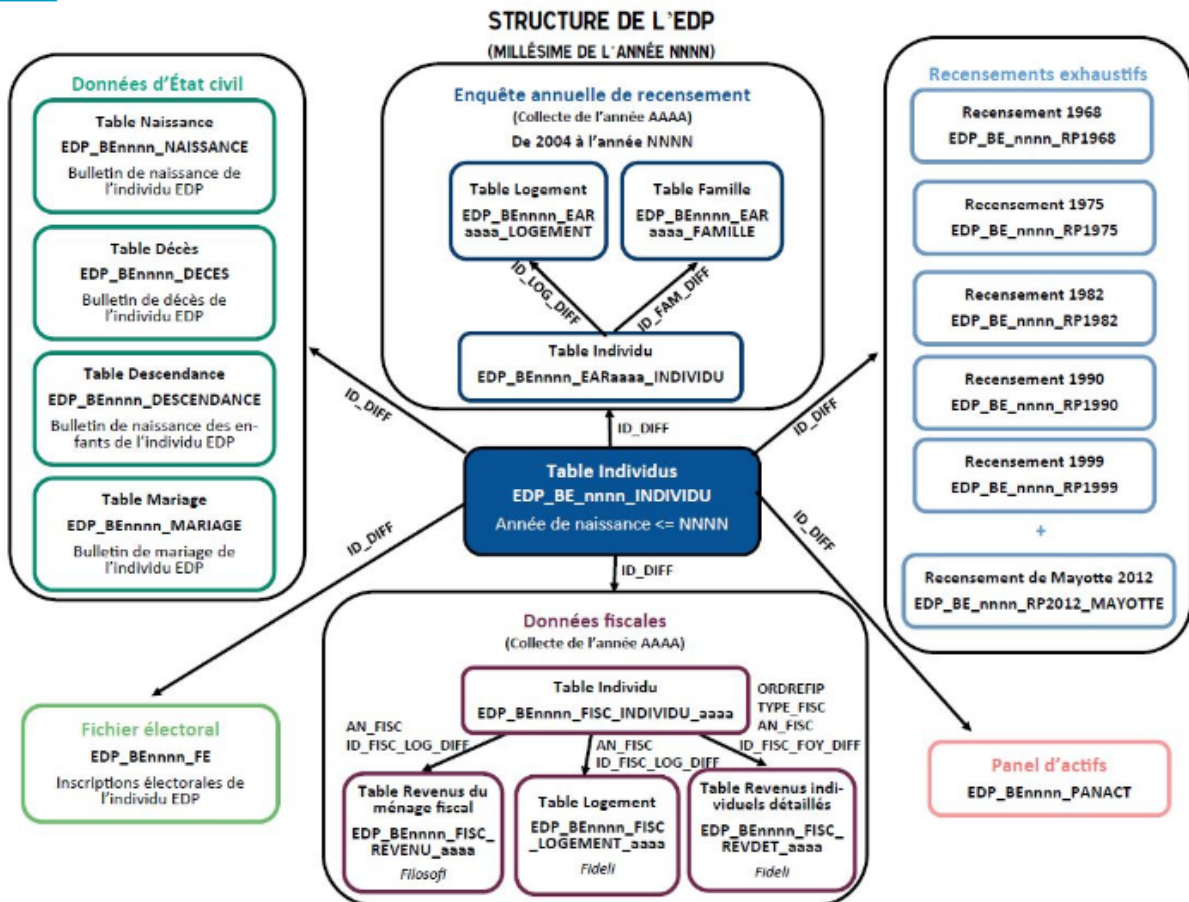 STRUCTURE DE L'EDP
(MILLÉSIME DE L'ANNÉE NNNN)
Données d'État civil
Table Naissance
EDP_BEnnnn_NAISSANCE
Bulletin de naissance de
l'individu EDP
Table Décès
EDP_BEnnnn_DECES
Bulletin de décès de
l'individu EDP
Table Descendance
EDP_BEnnnn_DESCENDANCE
Bulletin de naissance des en-
fants de l'individu EDP
Table Mariage
EDP_BEnnnn_MARIAGE
Bulletin de mariage de
l'individu EDP
Enquête annuelle de recensement
(Collecte de l'année AAAA)
De 2004 à l'année NNNN
Table Logement
EDP_BEnnnn_EAR
aaaa_LOGEMENT
Table Famille
EDP_BEnnnn_EAR
aaaa_FAMILLE
ID_LOG_DIFF
ID_FAM_DIFF
Table Individu
EDP_BEnnnn_EARaaaa_INDIVIDU
Recensements exhaustifs
Recensement 1968
EDP_BE_nnnn_RP1968
Recensement 1975
EDP_BE_nnnn_RP1975
Recensement 1982
EDP_BE_nnnn_RP1982
Recensement 1990
EDP_BE_nnnn_RP1990
Recensement 1999
EDP_BE_nnnn_RP1999
+
Recensement de Mayotte 2012
EDP_BE_nnnn_RP2012_MAYOTTE
ID_DIFF
ID_DIFF
ID_DIFF
Table Individus
EDP_BE_nnnn_INDIVIDU
Année de naissance <= NNNN
ID_DIFF
ID_DIFF
ID_DIFF
Données fiscales
(Collecte de l'année AAAA)
Table Individu
EDP_BEnnnn_FISC_INDIVIDU_aaaa
AN_FISC
ID_FISC_LOG_DIFF
AN_FISC
ID_FISC_LOG_DIFF
ORDREFIP
TYPE_FISC
AN_FISC
ID_FISC_FOY_DIFF
Table Revenus du
ménage fiscal
EDP_BEnnnn_FISC_
REVENU_aaaa
Filosofi
Table Logement
EDP_BEnnnn_FISC
_LOGEMENT_aaaa
Fideli
Table Revenus indi-
viduels détaillés
EDP_BEnnnn_FISC_
REVDET_aaaa
Fideli
Fichier électoral
EDP_BEnnnn_FE
Inscriptions électorales de
l'individu EDP
Panel d'actifs
EDP_BEnnnn_PANACT